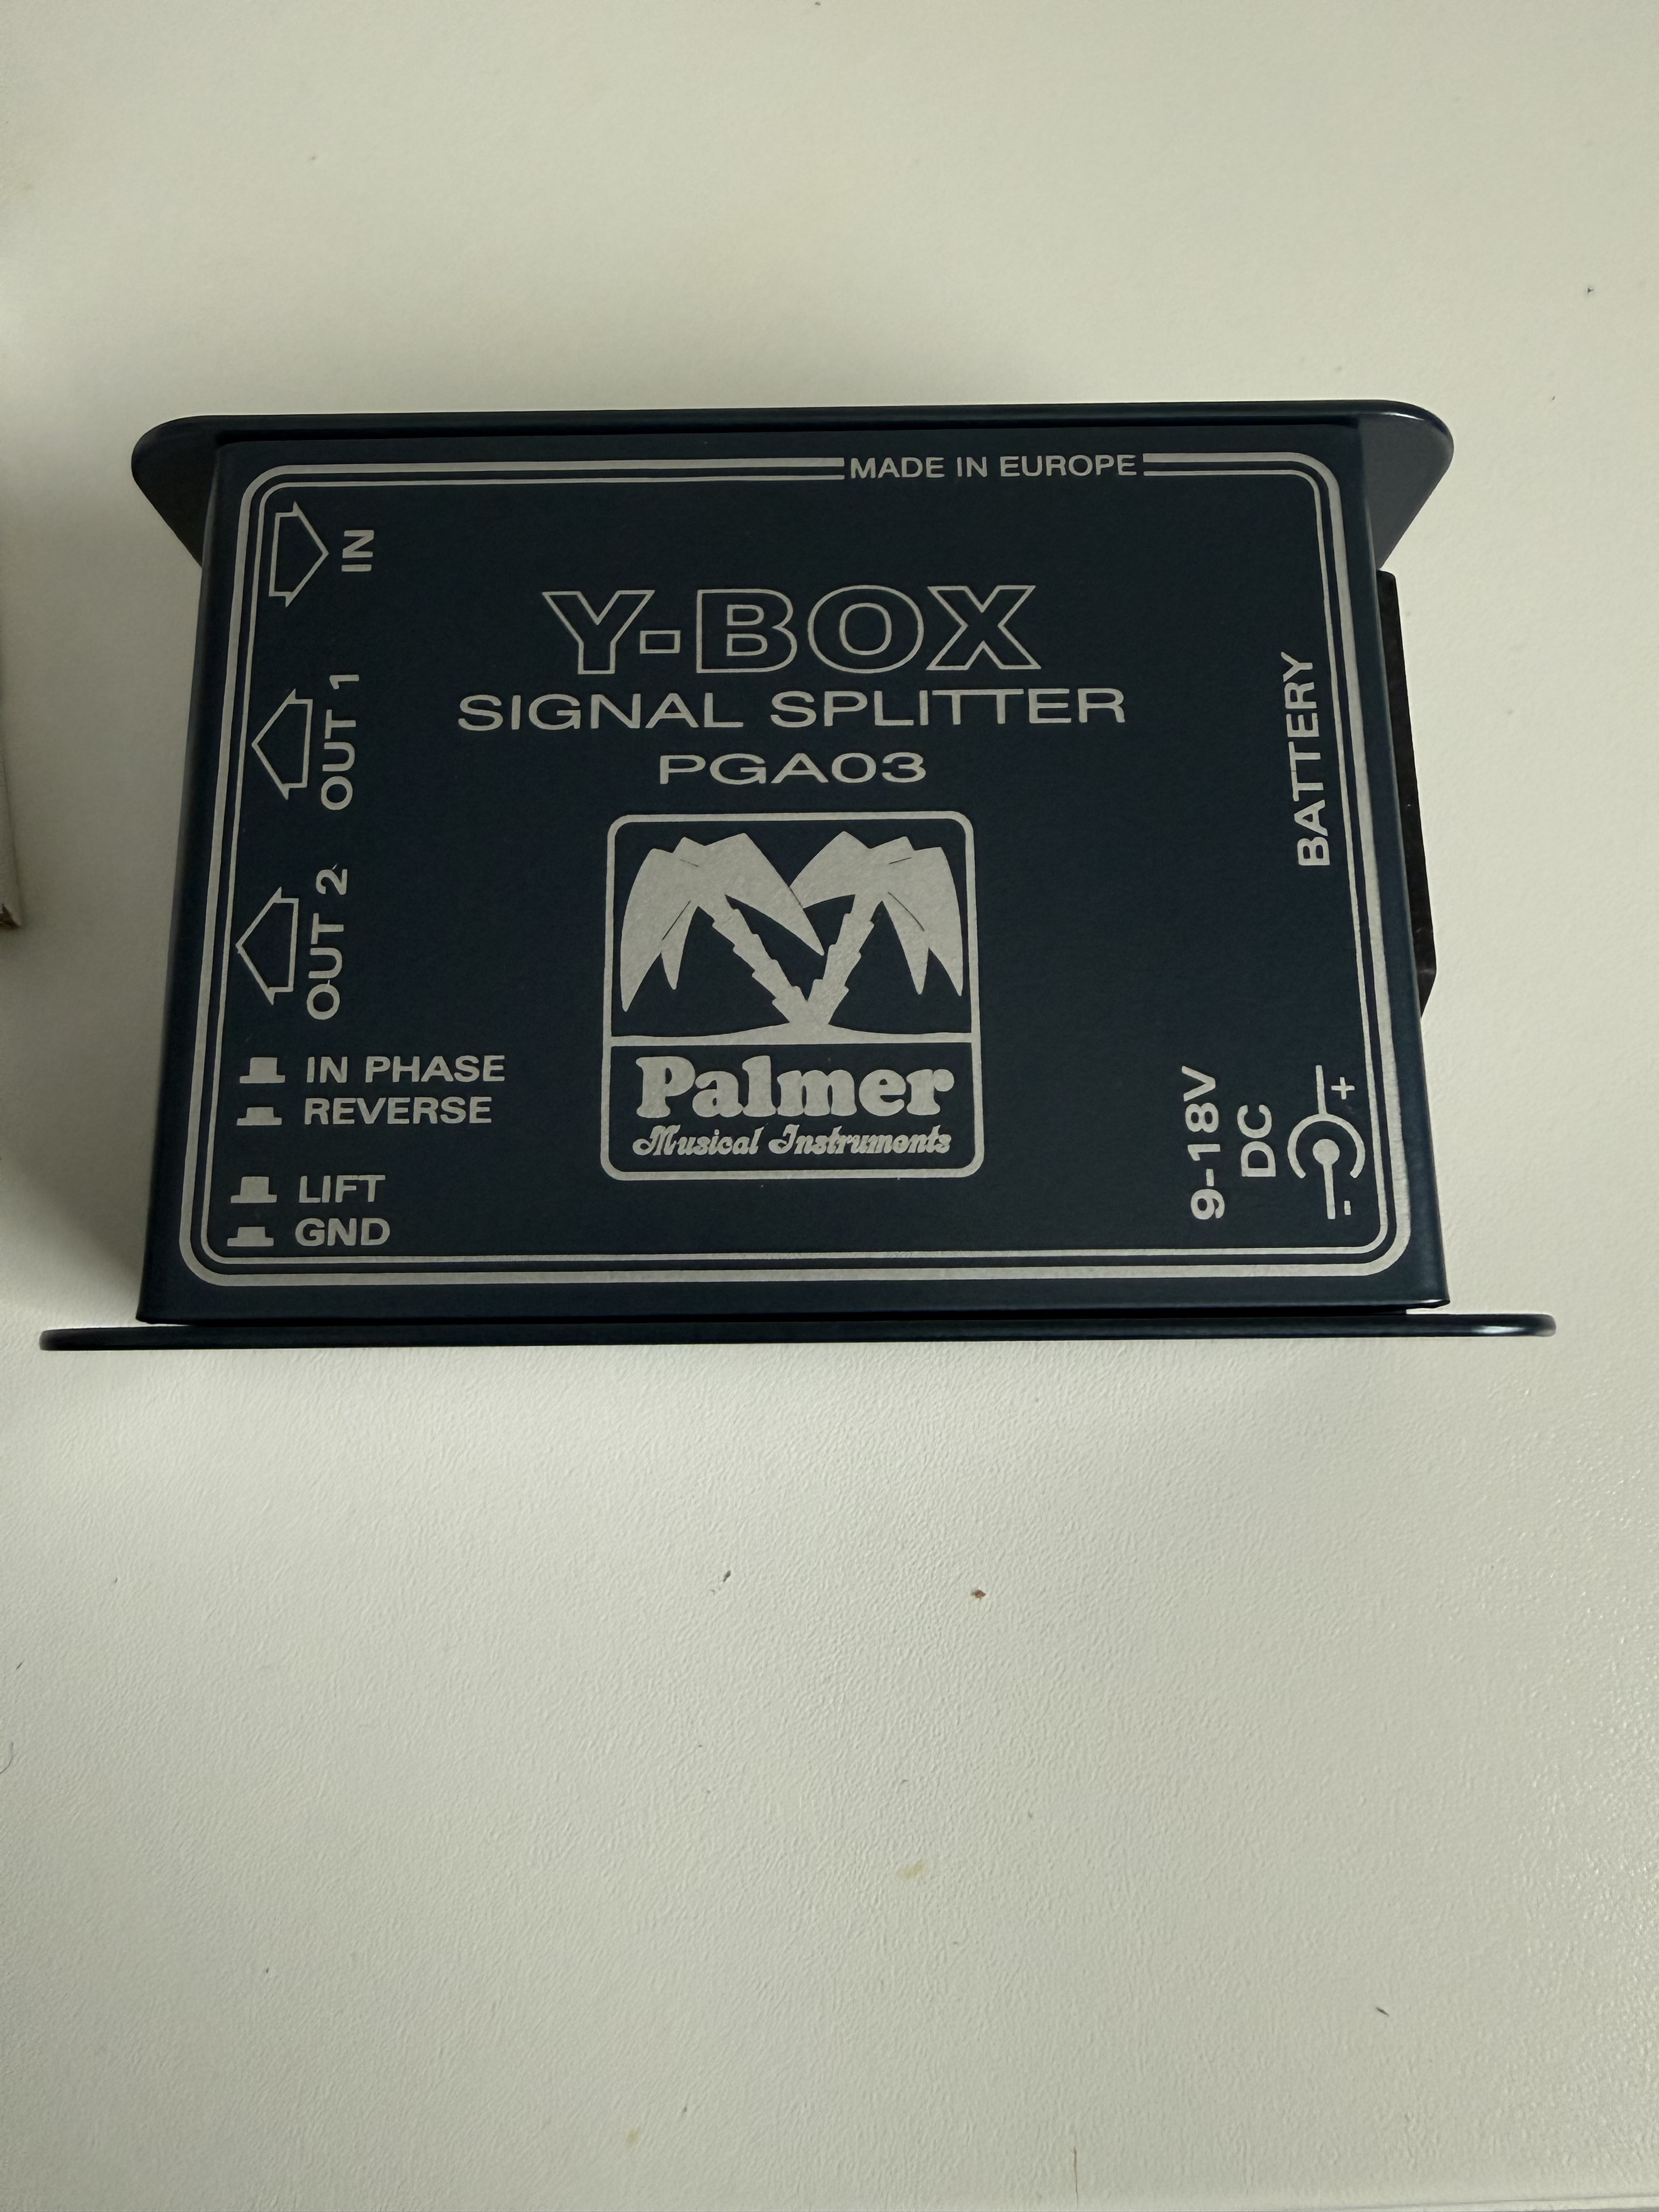 MADE IN EUROPE
IN
Y-BOX
SIGNAL SPLITTER
PGA03
OUT 1
OUT 2
BATTERY
IN PHASE
REVERSE
LIFT
GND
Palmer
Musical Instruments
9-18V
DC
- +